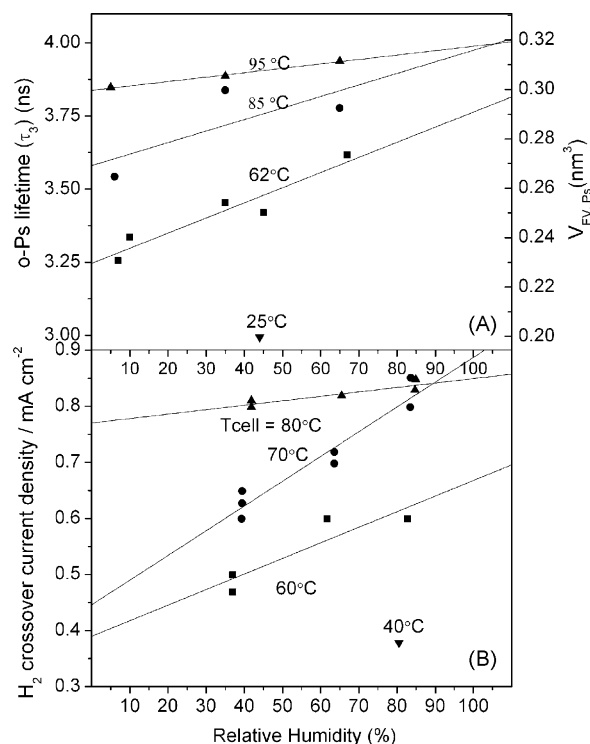 (A)
o-Ps lifetime (τ3) (ns)
4.00
3.75
3.50
3.25
3.00
0.32
0.30
0.28
0.26
0.24
0.22
0.20
V_FV_Ps(nm³)
95°C
85°C
62°C
25°C
10 20 30 40 50 60 70 80 90 100
(B)
H₂ crossover current density / mA cm⁻²
0.9
0.8
0.7
0.6
0.5
0.4
0.3
Tcell = 80°C
70°C
60°C
40°C
10 20 30 40 50 60 70 80 90 100
Relative Humidity (%)